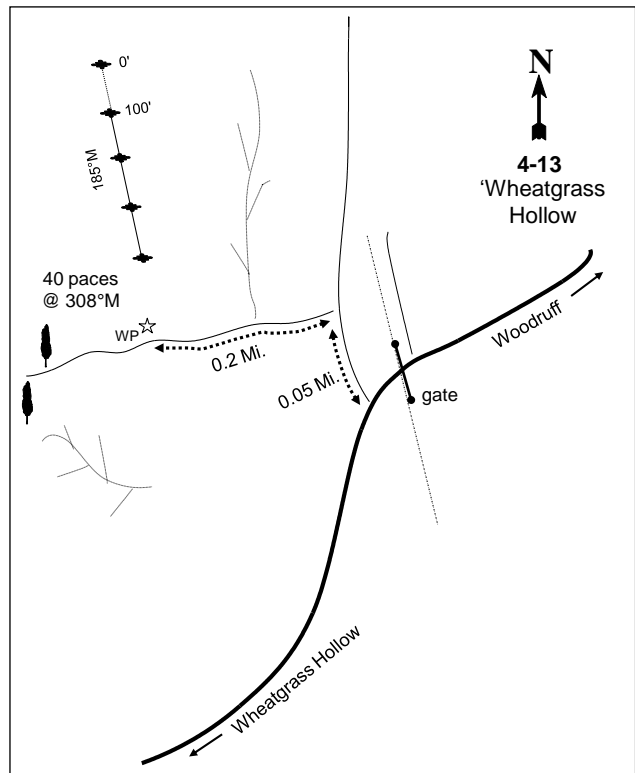 0'
100'
185°M
N
4-13
'Wheatgrass
Hollow
40 paces
@ 308°M
WP
0.2 Mi.
0.05 Mi.
Woodruff
gate
Wheatgrass Hollow